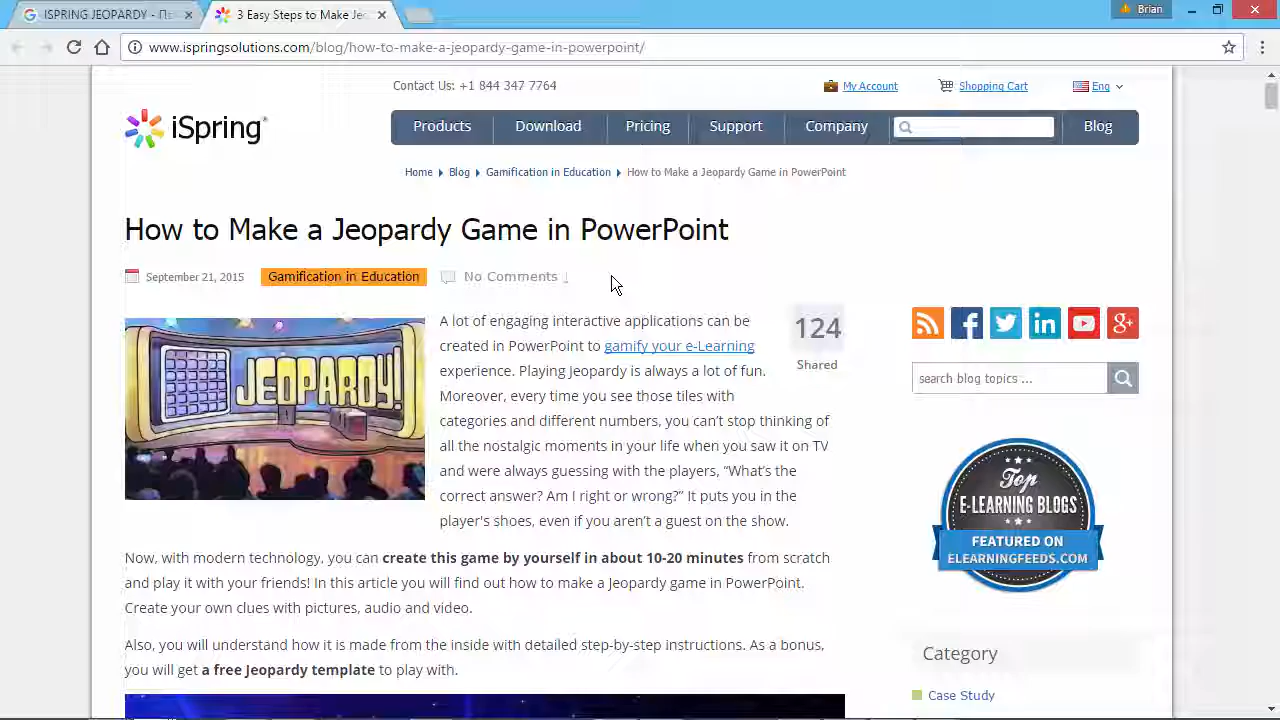 ISPRING JEOPARDY - По
3 Easy Steps to Make Jeo
Brian
www.ispringsolutions.com/blog/how-to-make-a-jeopardy-game-in-powerpoint/
Contact Us: +1 844 347 7764
My Account
Shopping Cart
Eng
iSpring
Products
Download
Pricing
Support
Company
Blog
Home Blog Gamification in Education How to Make a Jeopardy Game in PowerPoint
How to Make a Jeopardy Game in PowerPoint
September 21, 2015
Gamification in Education
No Comments ↓
JEOPARDY!
A lot of engaging interactive applications can be
created in PowerPoint to gamify your e-Learning
experience. Playing Jeopardy is always a lot of fun.
Moreover, every time you see those tiles with
categories and different numbers, you can’t stop thinking of
all the nostalgic moments in your life when you saw it on TV
and were always guessing with the players, “What’s the
correct answer? Am I right or wrong?” It puts you in the
player's shoes, even if you aren’t a guest on the show.
124
Shared
Now, with modern technology, you can create this game by yourself in about 10-20 minutes from scratch
and play it with your friends! In this article you will find out how to make a Jeopardy game in PowerPoint.
Create your own clues with pictures, audio and video.
Also, you will understand how it is made from the inside with detailed step-by-step instructions. As a bonus,
you will get a free Jeopardy template to play with.
search blog topics ...
Top
E-LEARNING BLOGS
FEATURED ON
ELEARNINGFEEDS.COM
Category
Case Study